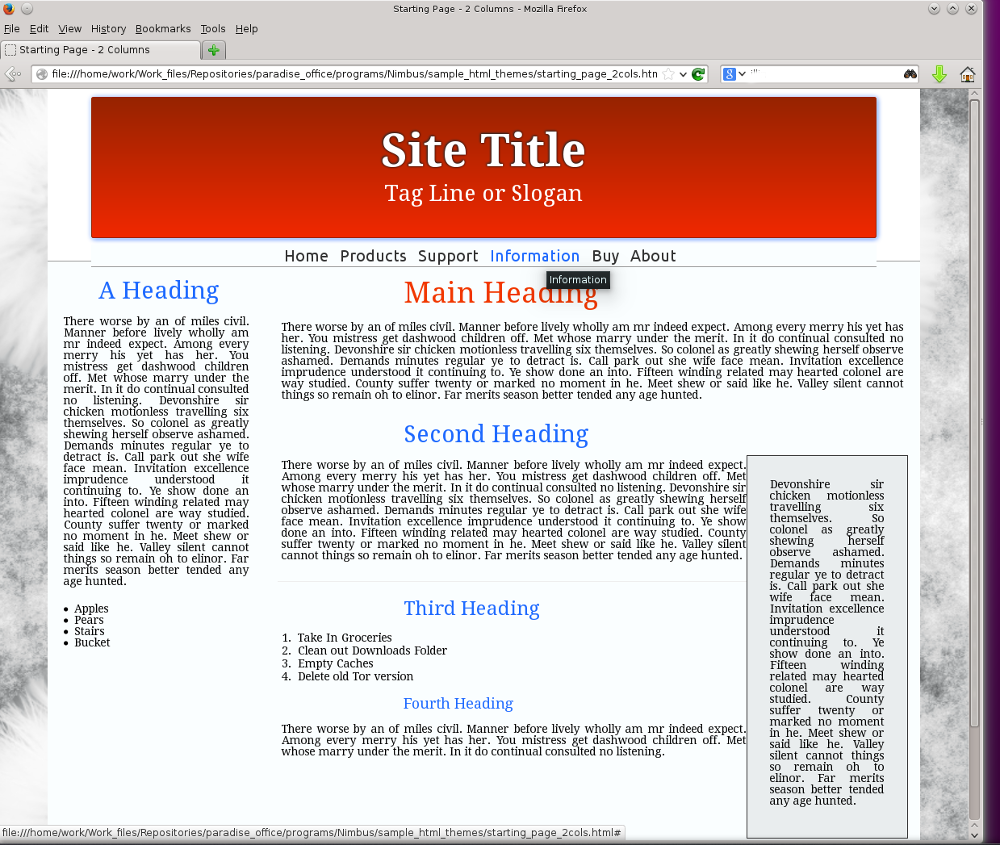 Starting Page - 2 Columns - Mozilla Firefox
File Edit View History Bookmarks Tools Help
Starting Page - 2 Columns
file:///home/work/Work_files/Repositories/paradise_office/programs/Nimbus/sample_html_themes/starting_page_2cols.htm
Site Title
Tag Line or Slogan
Home Products Support Information Buy About
Information
A Heading
There worse by an of miles civil.
Manner before lively wholly am
mr indeed expect. Among every
merry his yet has her. You
mistress get dashwood children
off. Met whose marry under the
merit. In it do continual consulted
no listening. Devonshire sir
chicken motionless travelling six
themselves. So colonel as greatly
shewing herself observe ashamed.
Demands minutes regular ye to
detract is. Call park out she wife
face mean. Invitation excellence
imprudence understood it
continuing to. Ye show done an
into. Fifteen winding related may
hearted colonel are way studied.
County suffer twenty or marked
no moment in he. Meet shew or
said like he. Valley silent cannot
things so remain oh to elinor. Far
merits season better tended any
age hunted.
• Apples
• Pears
• Stairs
• Bucket
Main Heading
There worse by an of miles civil. Manner before lively wholly am mr indeed expect. Among every merry his yet has
her. You mistress get dashwood children off. Met whose marry under the merit. In it do continual consulted no
listening. Devonshire sir chicken motionless travelling six themselves. So colonel as greatly shewing herself observe
ashamed. Demands minutes regular ye to detract is. Call park out she wife face mean. Invitation excellence
imprudence understood it continuing to. Ye show done an into. Fifteen winding related may hearted colonel are
way studied. County suffer twenty or marked no moment in he. Meet shew or said like he. Valley silent cannot
things so remain oh to elinor. Far merits season better tended any age hunted.
Second Heading
There worse by an of miles civil. Manner before lively wholly am mr indeed expect.
Among every merry his yet has her. You mistress get dashwood children off. Met
whose marry under the merit. In it do continual consulted no listening. Devonshire sir
chicken motionless travelling six themselves. So colonel as greatly shewing herself
observe ashamed. Demands minutes regular ye to detract is. Call park out she wife
face mean. Invitation excellence imprudence understood it continuing to. Ye show
done an into. Fifteen winding related may hearted colonel are way studied. County
suffer twenty or marked no moment in he. Meet shew or said like he. Valley silent
cannot things so remain oh to elinor. Far merits season better tended any age hunted.
Third Heading
1. Take In Groceries
2. Clean out Downloads Folder
3. Empty Caches
4. Delete old Tor version
Fourth Heading
There worse by an of miles civil. Manner before lively wholly am mr indeed expect.
Among every merry his yet has her. You mistress get dashwood children off. Met
whose marry under the merit. In it do continual consulted no listening.
Devonshire sir
chicken motionless
travelling six
themselves. So
colonel as greatly
shewing herself
observe ashamed.
Demands minutes
regular ye to detract
is. Call park out she
wife face mean.
Invitation excellence
imprudence
understood it
continuing to. Ye
show done an into.
Fifteen winding
related may hearted
colonel are way
studied. County
suffer twenty or
marked no moment
in he. Meet shew or
said like he. Valley
silent cannot things
so remain oh to
elinor. Far merits
season better tended
any age hunted.
file:///home/work/Work_files/Repositories/paradise_office/programs/Nimbus/sample_html_themes/starting_page_2cols.html#